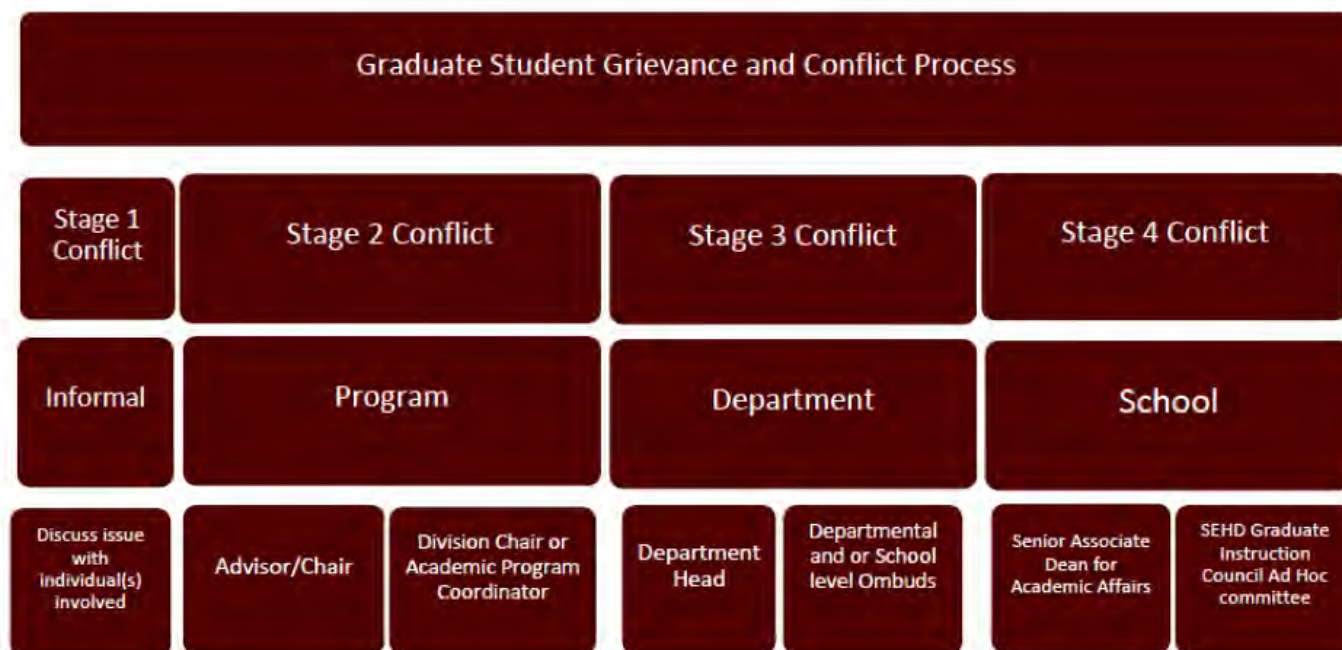 Graduate Student Grievance and Conflict Process
Stage 1
Conflict
Stage 2 Conflict
Stage 3 Conflict
Stage 4 Conflict
Informal
Program
Department
School
Discuss issue
with
individual(s)
involved
Advisor/Chair
Division Chair or
Academic Program
Coordinator
Department
Head
Departmental
and or School
level Ombuds
Senior Associate
Dean for
Academic Affairs
SEHD Graduate
Instruction
Council Ad Hoc
committee